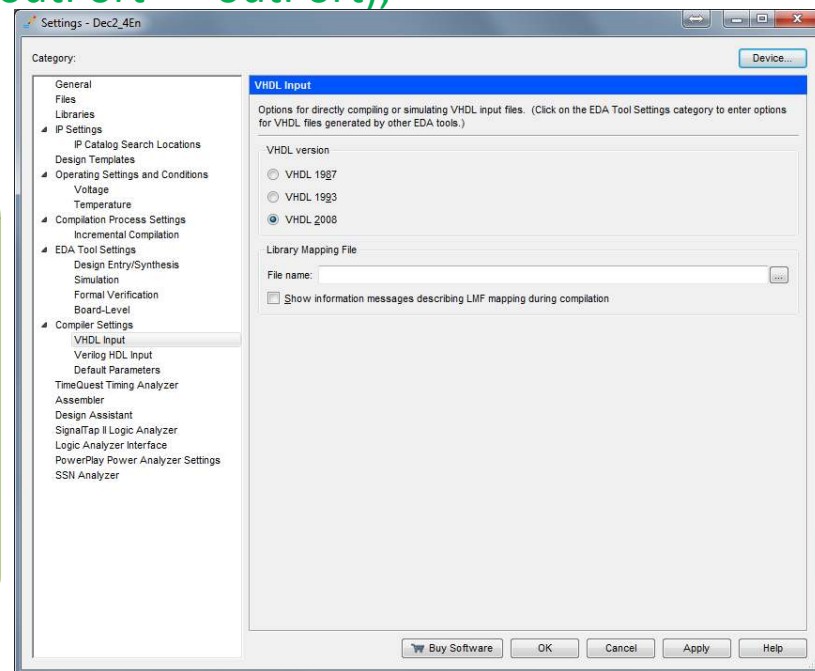 Settings - Dec2_4En
Category:
Device...
General
Files
Libraries
IP Settings
IP Catalog Search Locations
Design Templates
Operating Settings and Conditions
Voltage
Temperature
Compilation Process Settings
Incremental Compilation
EDA Tool Settings
Design Entry/Synthesis
Simulation
Formal Verification
Board-Level
Compiler Settings
VHDL Input
Verilog HDL Input
Default Parameters
TimeQuest Timing Analyzer
Assembler
Design Assistant
SignalTap II Logic Analyzer
Logic Analyzer Interface
PowerPlay Power Analyzer Settings
SSN Analyzer
VHDL Input
Options for directly compiling or simulating VHDL input files. (Click on the EDA Tool Settings category to enter options
for VHDL files generated by other EDA tools.)
VHDL version
VHDL 1987
VHDL 1993
VHDL 2008
Library Mapping File
File name:
...
Show information messages describing LMF mapping during compilation
Buy Software
OK
Cancel
Apply
Help